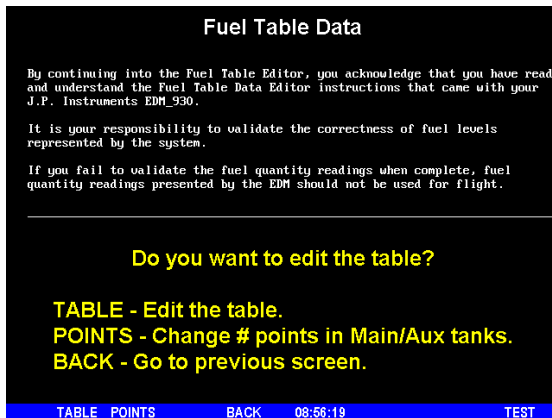 Fuel Table Data
By continuing into the Fuel Table Editor, you acknowledge that you have read
and understand the Fuel Table Data Editor instructions that came with your
J.P. Instruments EDM_930.
It is your responsibility to validate the correctness of fuel levels
represented by the system.
If you fail to validate the fuel quantity readings when complete, fuel
quantity readings presented by the EDM should not be used for flight.
Do you want to edit the table?
TABLE - Edit the table.
POINTS - Change # points in Main/Aux tanks.
BACK - Go to previous screen.
TABLE POINTS BACK 08:56:19 TEST